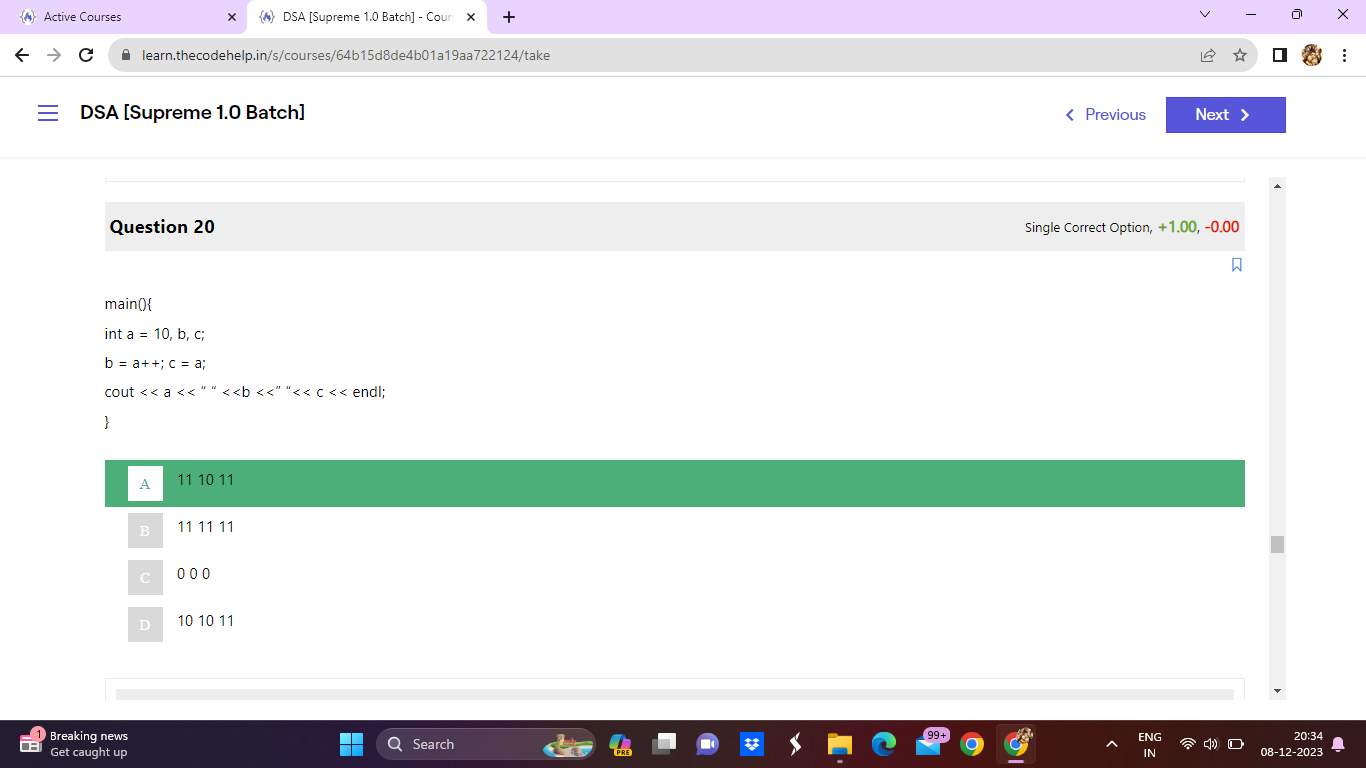 Active Courses
DSA [Supreme 1.0 Batch] - Cour
learn.thecodehelp.in/s/courses/64b15d8de4b01a19aa722124/take
DSA [Supreme 1.0 Batch]
Previous
Next
Question 20
Single Correct Option, +1.00, -0.00
main(){
int a = 10, b, c;
b = a++; c = a;
cout << a << “ “ <<b <<” “<< c << endl;
}
A 11 10 11
B 11 11 11
C 0 0 0
D 10 10 11
1
Breaking news
Get caught up
Search
PRE
99+
ENG
IN
20:34
08-12-2023